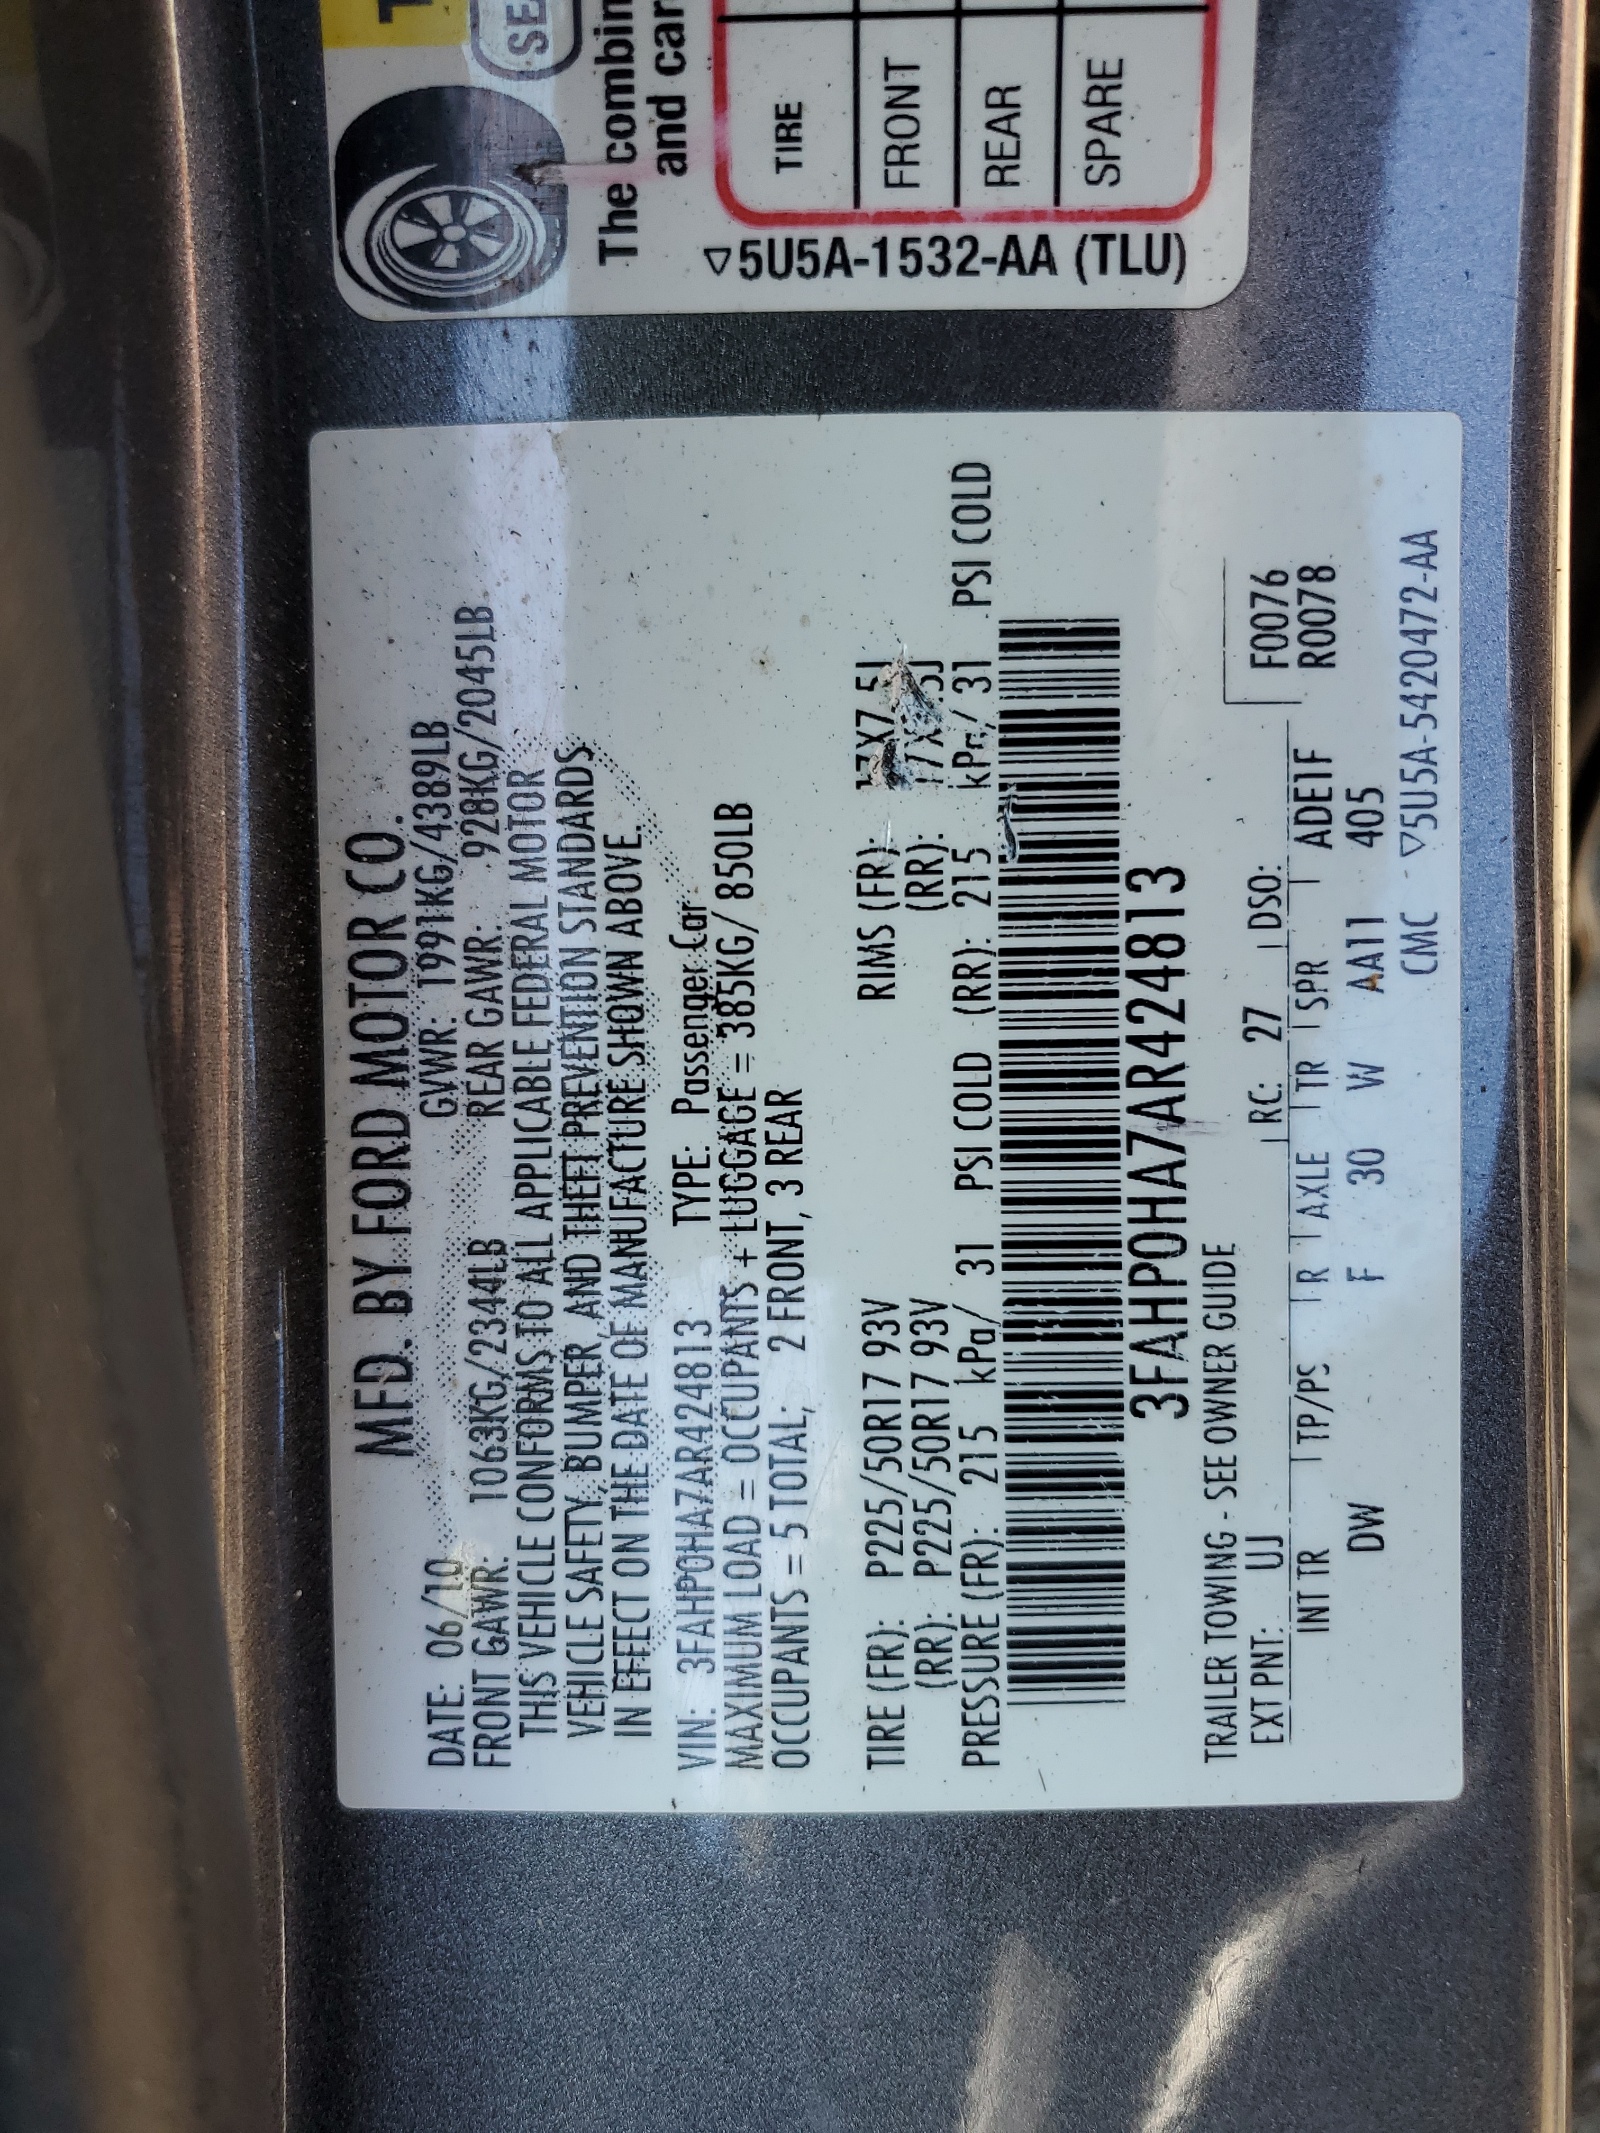 MFD. BY FORD MOTOR CO.
DATE: 06/10 GVWR: 1991KG/4389LB
FRONT GAWR: 1063KG/2344LB REAR GAWR: 928KG/2045LB
THIS VEHICLE CONFORMS TO ALL APPLICABLE FEDERAL MOTOR
VEHICLE SAFETY, BUMPER, AND THEFT PREVENTION STANDARDS
IN EFFECT ON THE DATE OF MANUFACTURE SHOWN ABOVE.
VIN: 3FAHP0HA7AR424813 TYPE: Passenger Car
MAXIMUM LOAD = OCCUPANTS + LUGGAGE = 385KG/ 850LB
OCCUPANTS = 5 TOTAL, 2 FRONT, 3 REAR
TIRE (FR): P225/50R17 93V RIMS (FR): 17X7.5J
(RR): P225/50R17 93V (RR): 17X7.5J
PRESSURE (FR): 215 kPa/ 31 PSI COLD (RR): 215 kPa/ 31 PSI COLD
3FAHP0HA7AR424813
TRAILER TOWING - SEE OWNER GUIDE
EXT PNT: UJ RC: 27 DSO: F0076
INT TR TP/PS R AXLE TR SPR ADE1F R0078
DW F 30 W AA11 405
CMC ▽5U5A-5420472-AA
SE
The combin
and car
TIRE
FRONT
REAR
SPARE
▽5U5A-1532-AA (TLU)